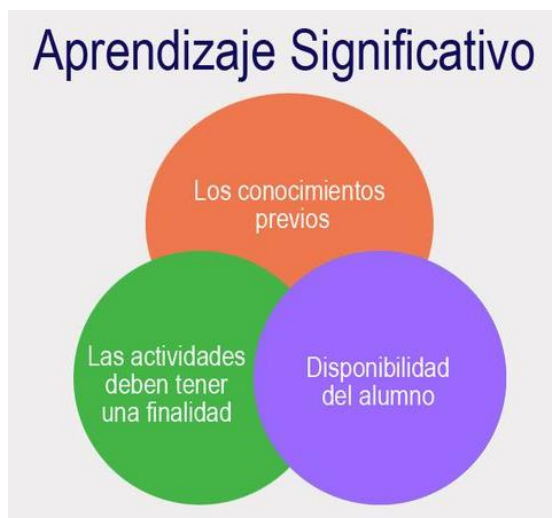 Aprendizaje Significativo
Los conocimientos
previos
Las actividades
deben tener
una finalidad
Disponibilidad
del alumno